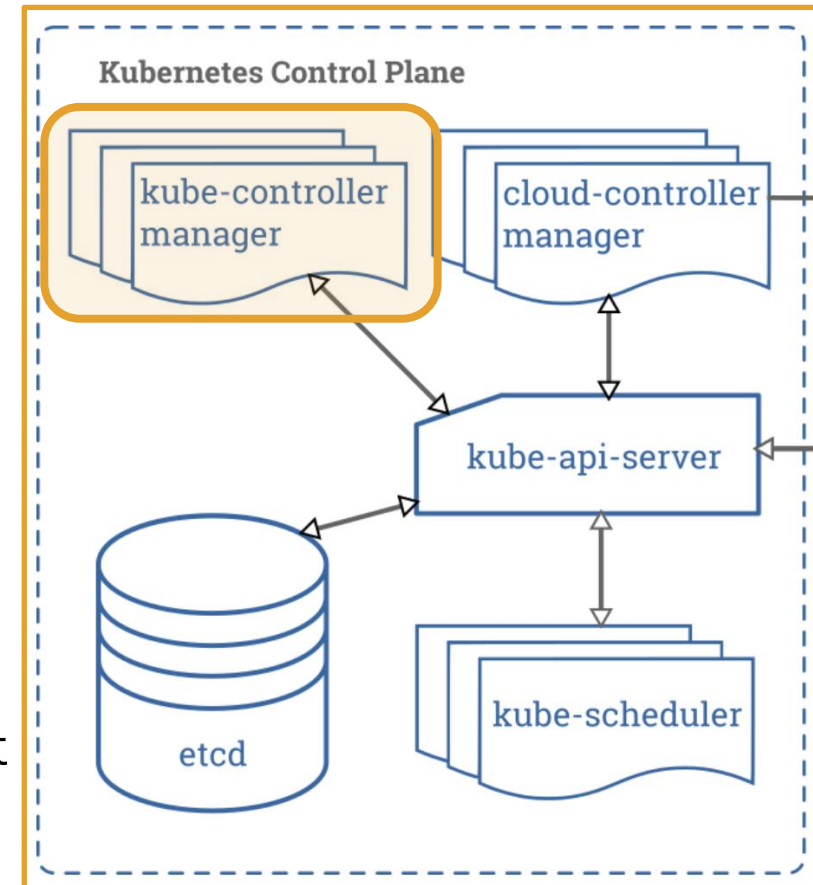 Kubernetes Control Plane
kube-controller
manager
cloud-controller
manager
kube-api-server
kube-scheduler
etcd
t